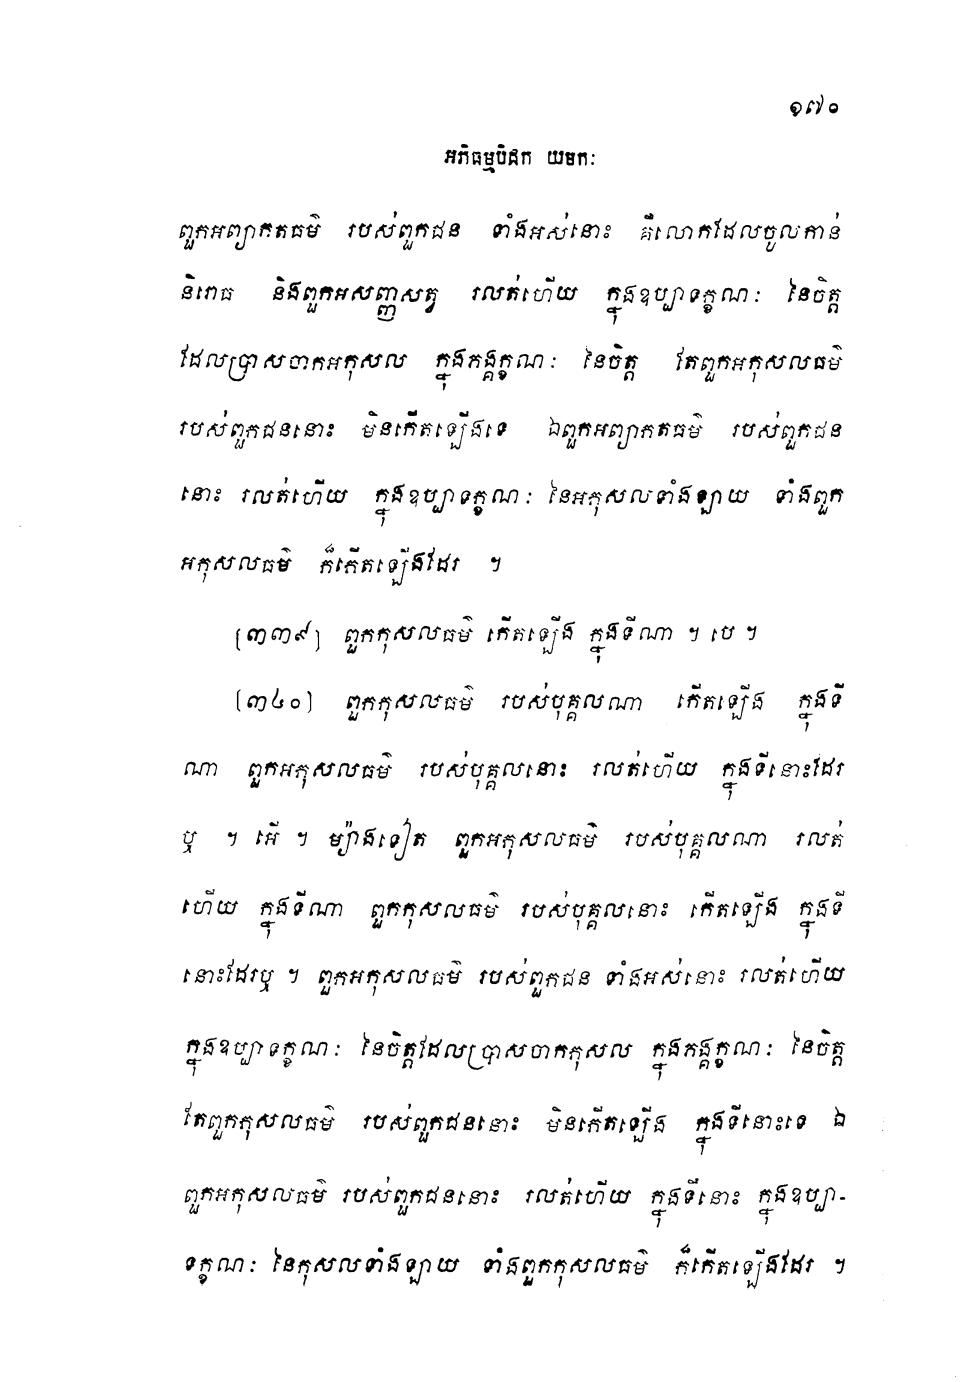 ១៧០
អភិធម្មបិដក យមកៈ
ពួកអព្យាកតធម៌ របស់ពួកជន ទាំងអស់នោះ គឺលោកដែលចូលកាន់
និរោធ និងពួកអសញ្ញសត្វ រលត់ហើយ ក្នុងឧប្បាទក្ខណៈ នៃចិត្ត
ដែលប្រាសចាកអកុសល ក្នុងភង្គក្ខណៈ នៃចិត្ត តែពួកអកុសលធម៌
របស់ពួកជននោះ មិនកើតឡើងទេ ឯពួកអព្យាកតធម៌ របស់ពួកជន
នោះ រលត់ហើយ ក្នុងឧប្បាទក្ខណៈ នៃអកុសលទាំងឡាយ ទាំងពួក
អកុសលធម៌ ក៏កើតឡើងដែរ ។
[៣៣៩] ពួកកុសលធម៌ កើតឡើង ក្នុងទីណា ។ បេ ។
[៣៤០] ពួកកុសលធម៌ របស់បុគ្គលណា កើតឡើង ក្នុងទី
ណា ពួកអកុសលធម៌ របស់បុគ្គលនោះ រលត់ហើយ ក្នុងទីនោះដែរ
ឬ ។ អើ ។ ម្យ៉ាងទៀត ពួកអកុសលធម៌ របស់បុគ្គលណា រលត់
ហើយ ក្នុងទីណា ពួកកុសលធម៌ របស់បុគ្គលនោះ កើតឡើង ក្នុងទី
នោះដែរឬ ។ ពួកអកុសលធម៌ របស់ពួកជន ទាំងអស់នោះ រលត់ហើយ
ក្នុងឧប្បាទក្ខណៈ នៃចិត្តដែលប្រាសចាកកុសល ក្នុងភង្គក្ខណៈ នៃចិត្ត
តែពួកកុសលធម៌ របស់ពួកជននោះ មិនកើតឡើង ក្នុងទីនោះទេ ឯ
ពួកអកុសលធម៌ របស់ពួកជននោះ រលត់ហើយ ក្នុងទីនោះ ក្នុងឧប្បា-
ទក្ខណៈ នៃកុសលទាំងឡាយ ទាំងពួកកុសលធម៌ ក៏កើតឡើងដែរ ។